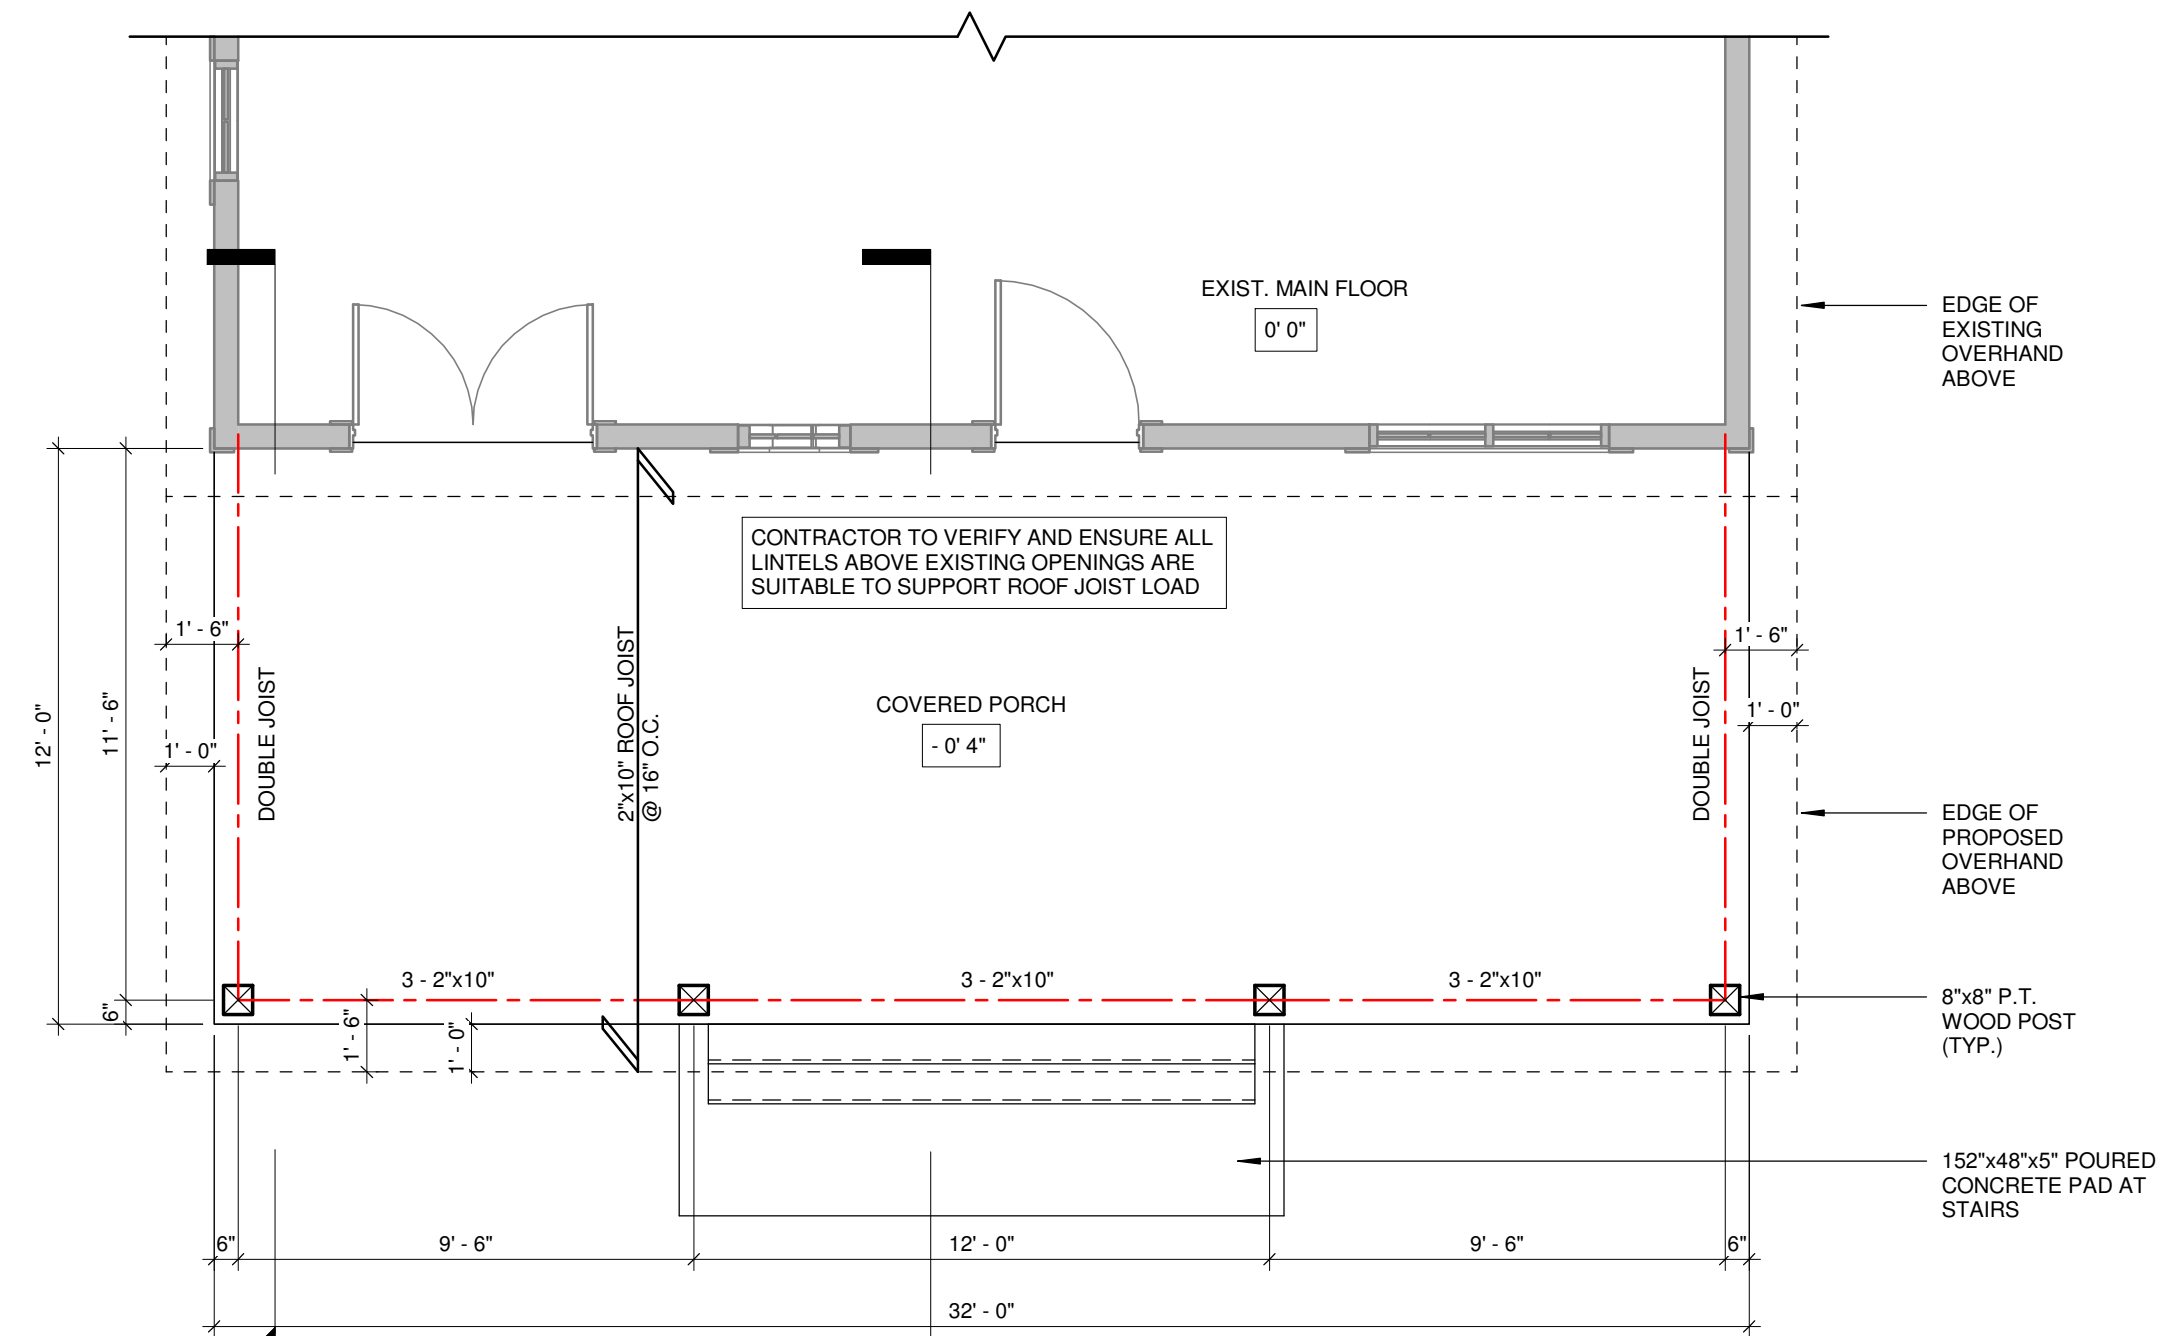 EXIST. MAIN FLOOR
0' 0"
EDGE OF
EXISTING
OVERHAND
ABOVE
CONTRACTOR TO VERIFY AND ENSURE ALL
LINTELS ABOVE EXISTING OPENINGS ARE
SUITABLE TO SUPPORT ROOF JOIST LOAD
12' - 0"
11' - 6"
6"
1' - 6"
1' - 0"
DOUBLE JOIST
2"x10" ROOF JOIST
@ 16" O.C.
COVERED PORCH
- 0' 4"
DOUBLE JOIST
1' - 6"
1' - 0"
EDGE OF
PROPOSED
OVERHAND
ABOVE
3 - 2"x10"
3 - 2"x10"
3 - 2"x10"
8"x8" P.T.
WOOD POST
(TYP.)
1' - 6"
1' - 0"
152"x48"x5" POURED
CONCRETE PAD AT
STAIRS
6"
9' - 6"
12' - 0"
9' - 6"
6"
32' - 0"